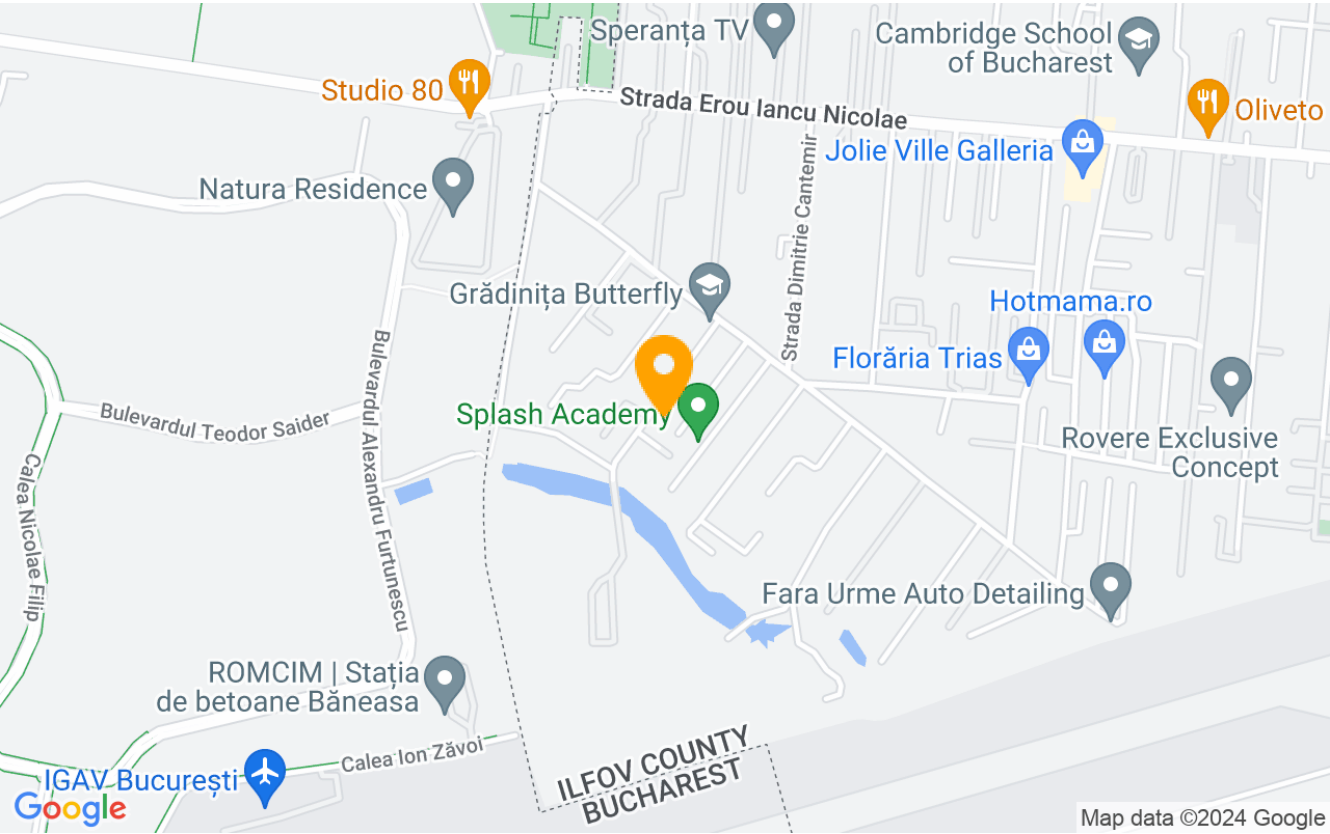 Speranța TV
Cambridge School
of Bucharest
Studio 80
Strada Erou Iancu Nicolae
Oliveto
Jolie Ville Galleria
Natura Residence
Strada Dimitrie Cantemir
Grădinița Butterfly
Hotmama.ro
Florăria Trias
Bulevardul Teodor Saider
Bulevardul Alexandru Furtunescu
Splash Academy
Rovere Exclusive
Concept
Calea Nicolae Filip
Fara Urme Auto Detailing
ROMCIM | Stația
de betoane Băneasa
Calea Ion Zăvoi
ILFOV COUNTY
BUCHAREST
IGAV București
Google
Map data ©2024 Google